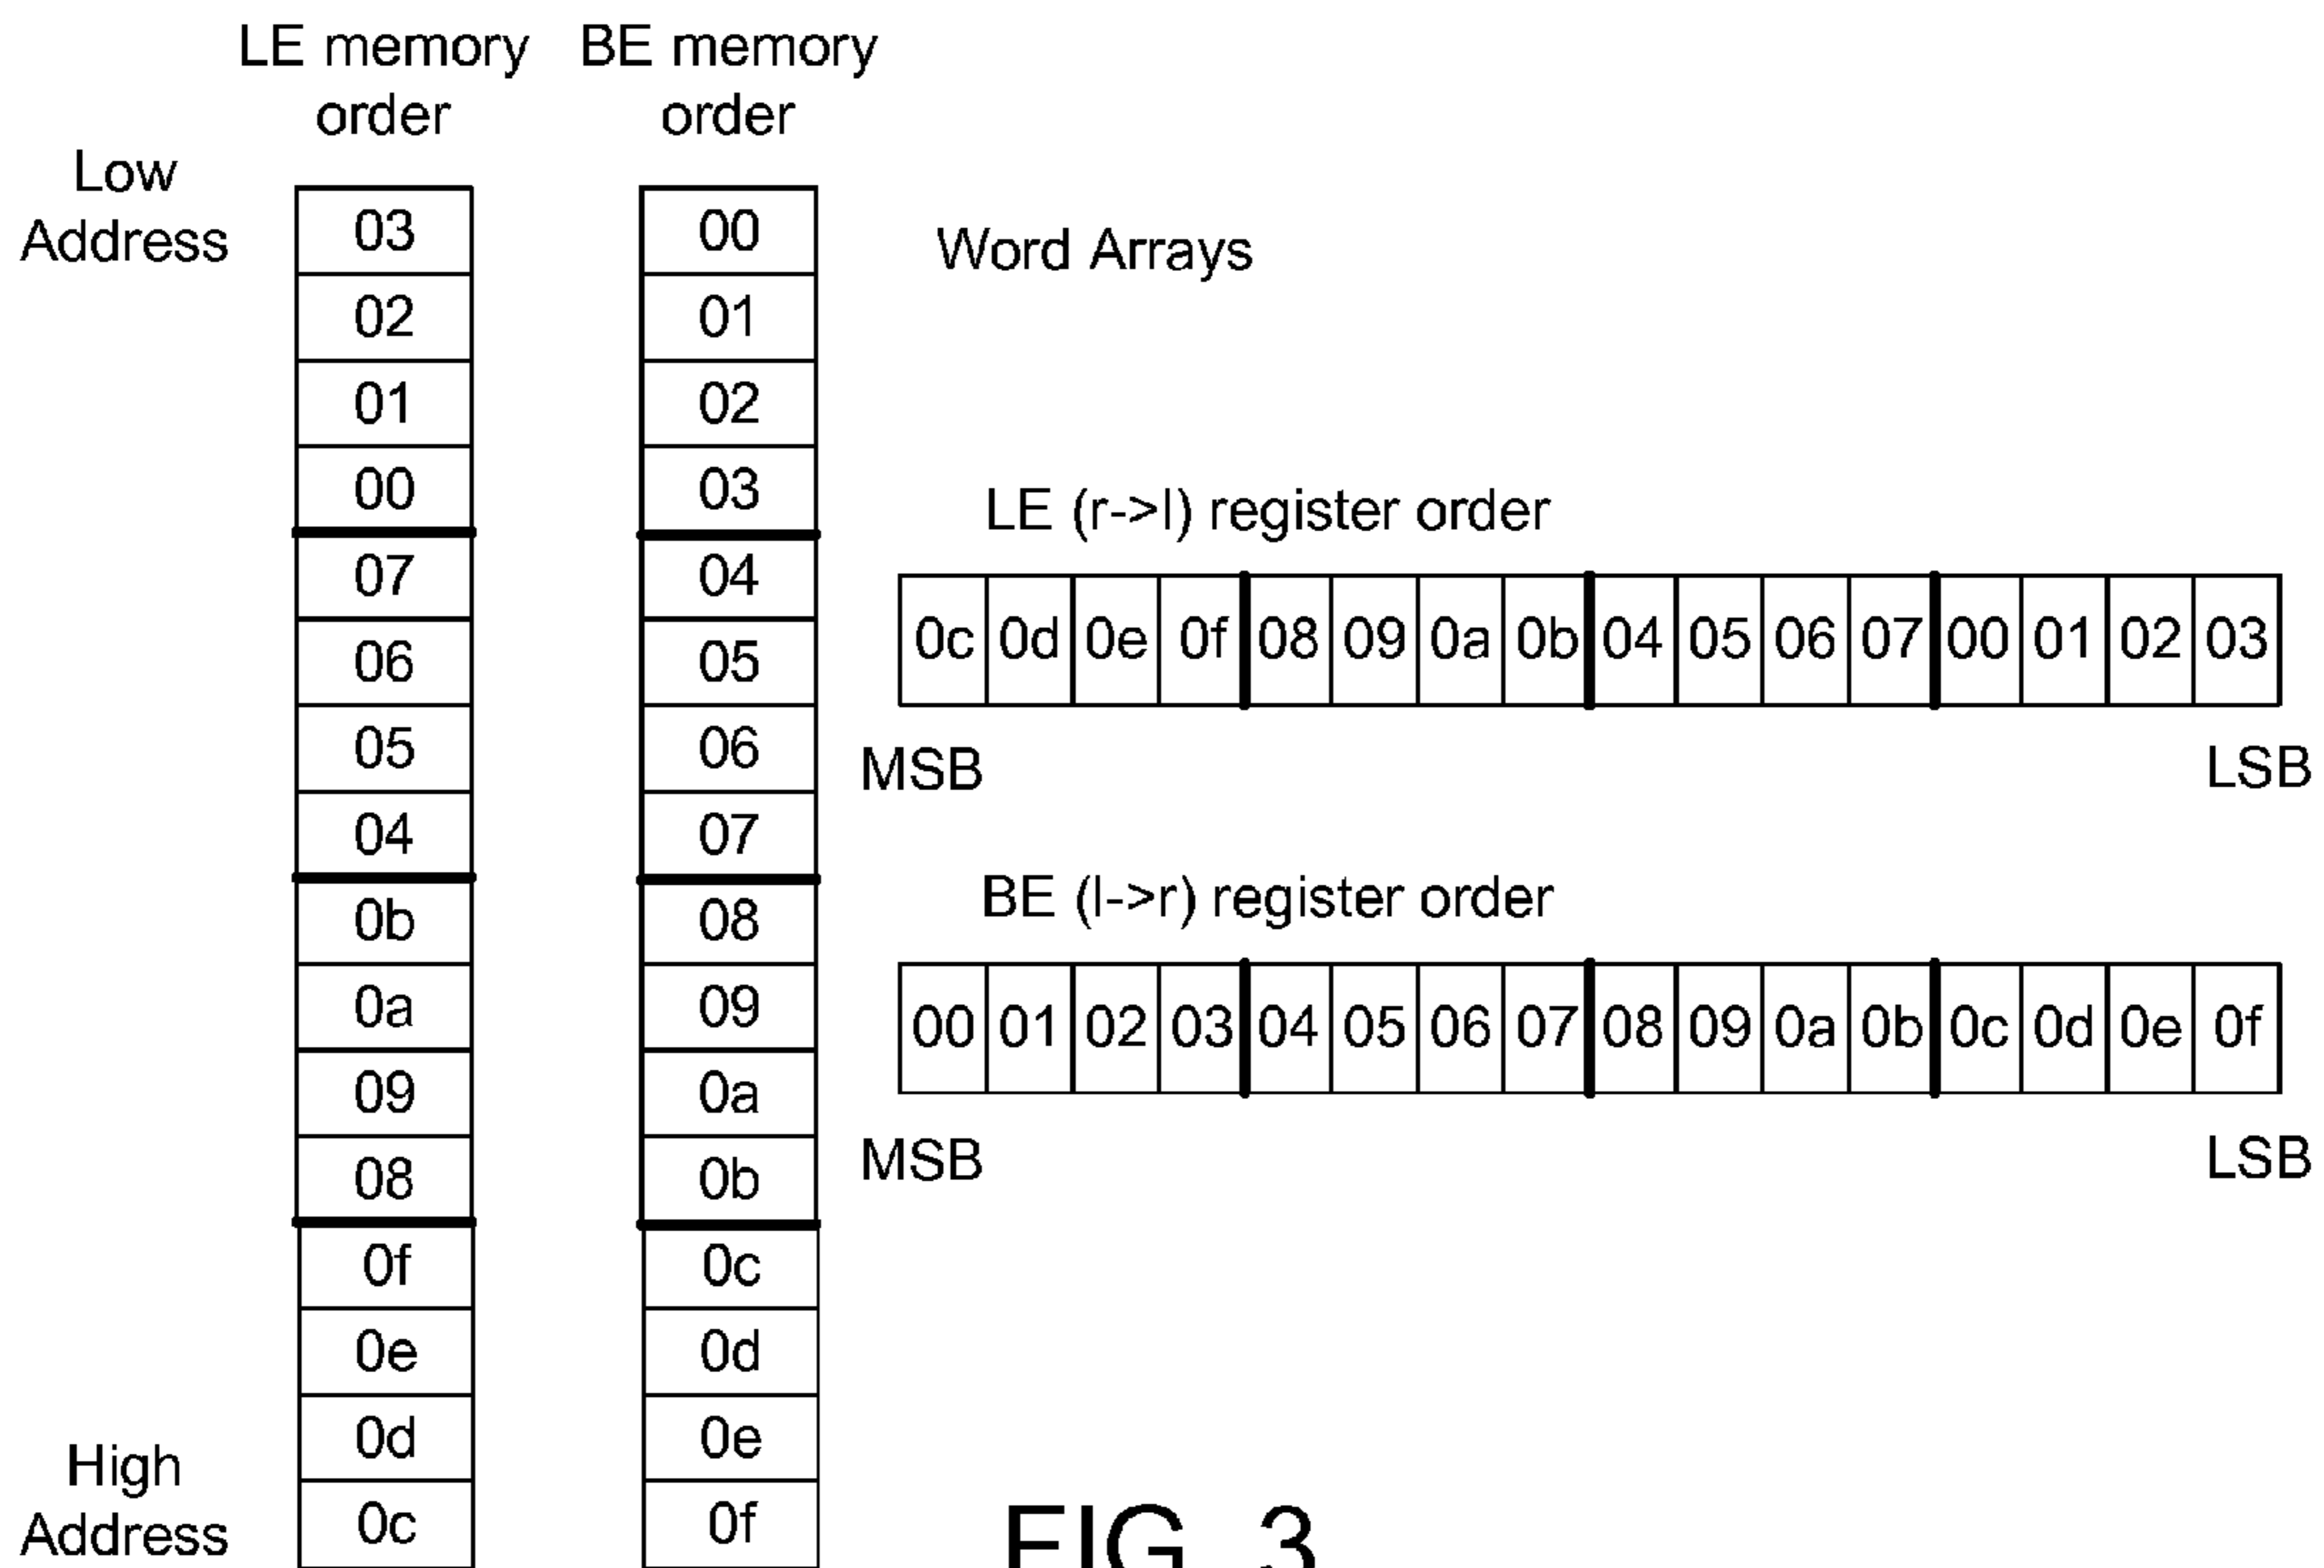 LE memory order
BE memory order
Low Address
03 00
02 01
01 02
00 03
07 04
06 05
05 06
04 07
0b 08
0a 09
09 0a
08 0b
0f 0c
0e 0d
0d 0e
0c 0f
High Address
Word Arrays
LE (r->l) register order
0c 0d 0e 0f 08 09 0a 0b 04 05 06 07 00 01 02 03
MSB LSB
BE (l->r) register order
00 01 02 03 04 05 06 07 08 09 0a 0b 0c 0d 0e 0f
MSB LSB
FIG. 3